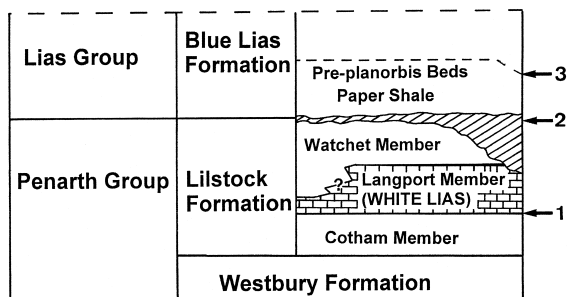 Lias Group
Blue Lias
Formation
Pre-planorbis Beds
Paper Shale
3
2
Penarth Group
Lilstock
Formation
Watchet Member
?
Langport Member
(WHITE LIAS)
1
Cotham Member
Westbury Formation